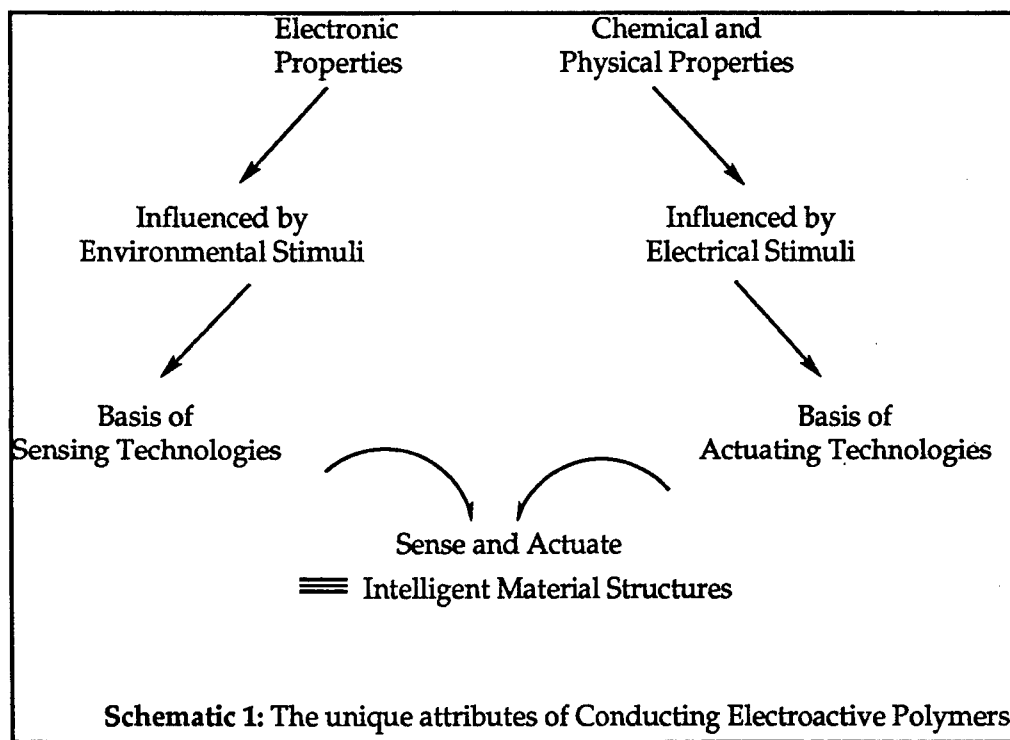 Electronic
Properties
Chemical and
Physical Properties
Influenced by
Environmental Stimuli
Influenced by
Electrical Stimuli
Basis of
Sensing Technologies
Basis of
Actuating Technologies
Sense and Actuate
≡ Intelligent Material Structures
Schematic 1: The unique attributes of Conducting Electroactive Polymers